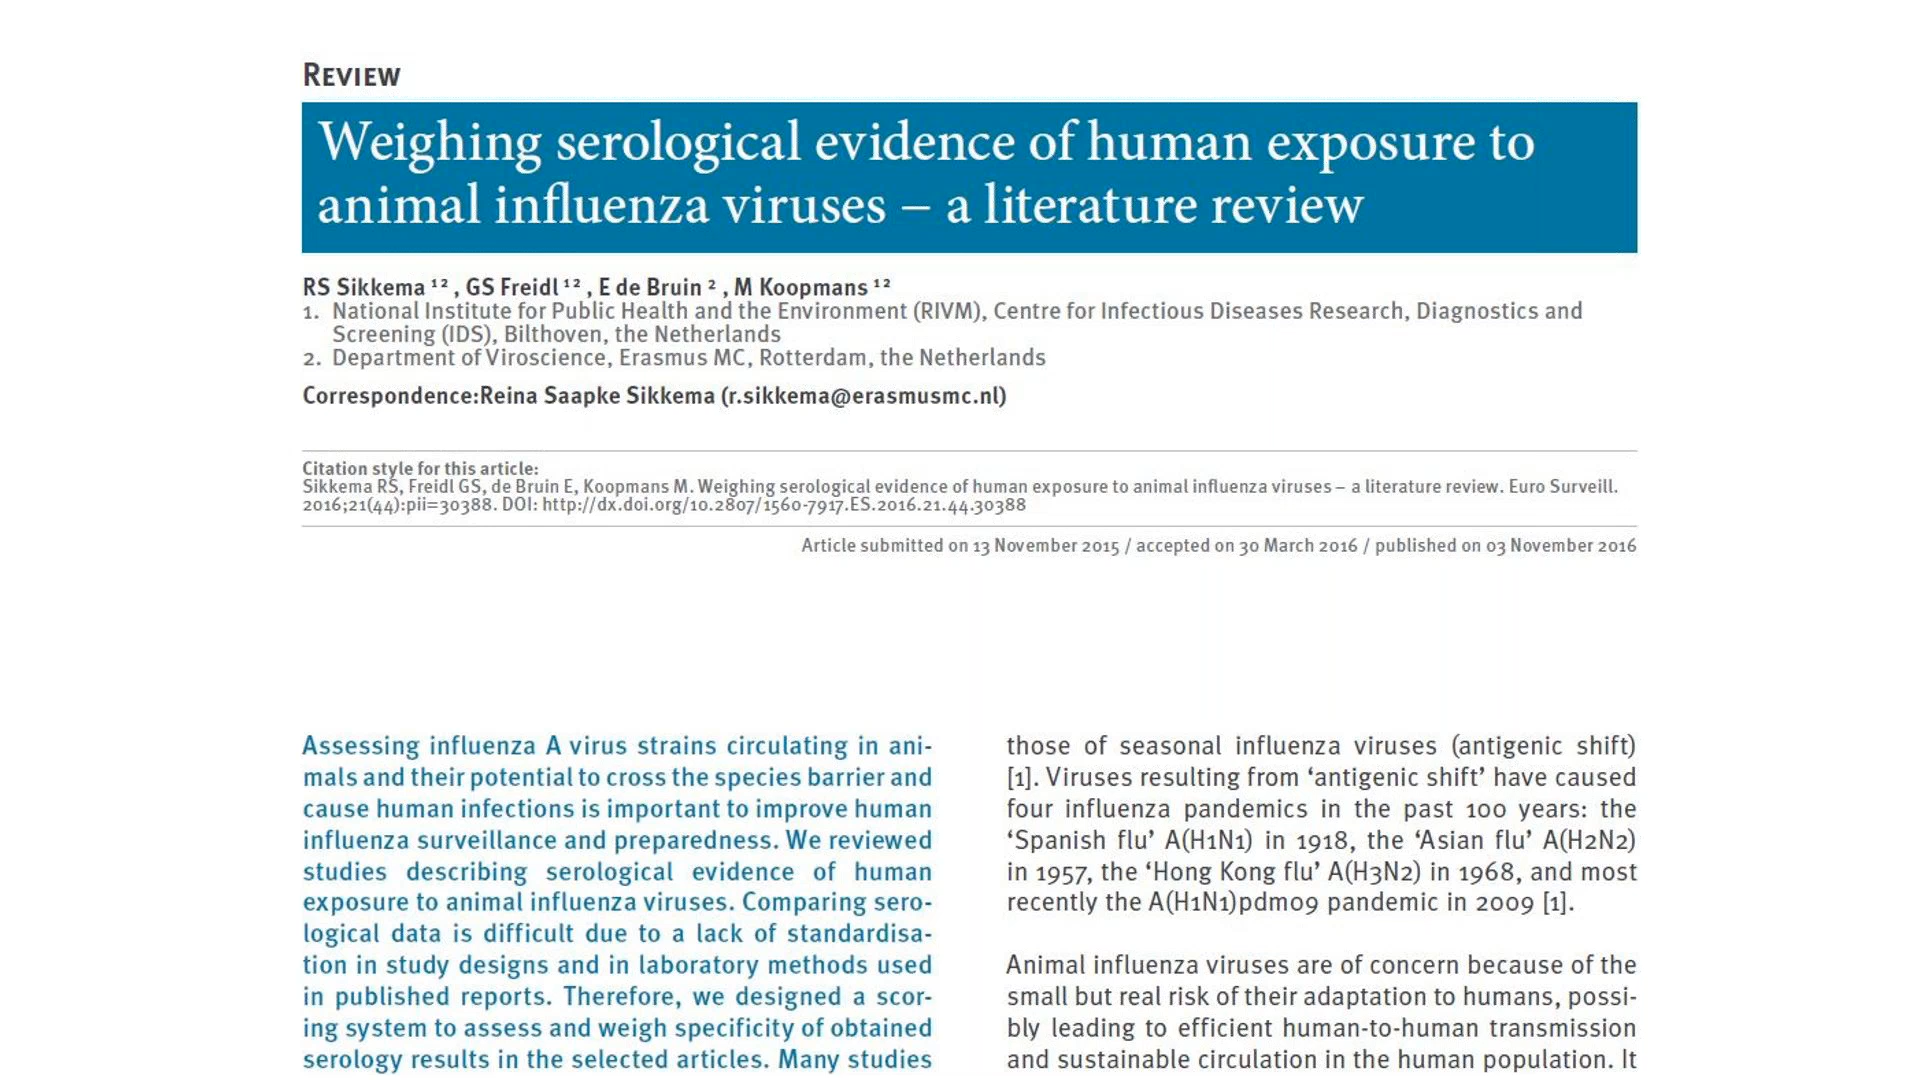 REVIEW
Weighing serological evidence of human exposure to
animal influenza viruses – a literature review
RS Sikkema ¹ ² , GS Freidl ¹ ² , E de Bruin ² , M Koopmans ¹ ²
1. National Institute for Public Health and the Environment (RIVM), Centre for Infectious Diseases Research, Diagnostics and
Screening (IDS), Bilthoven, the Netherlands
2. Department of Viroscience, Erasmus MC, Rotterdam, the Netherlands
Correspondence:Reina Saapke Sikkema (r.sikkema@erasmusmc.nl)
Citation style for this article:
Sikkema RS, Freidl GS, de Bruin E, Koopmans M. Weighing serological evidence of human exposure to animal influenza viruses – a literature review. Euro Surveill.
2016;21(44):pii=30388. DOI: http://dx.doi.org/10.2807/1560-7917.ES.2016.21.44.30388
Article submitted on 13 November 2015 / accepted on 30 March 2016 / published on 03 November 2016
Assessing influenza A virus strains circulating in ani-
mals and their potential to cross the species barrier and
cause human infections is important to improve human
influenza surveillance and preparedness. We reviewed
studies describing serological evidence of human
exposure to animal influenza viruses. Comparing sero-
logical data is difficult due to a lack of standardisa-
tion in study designs and in laboratory methods used
in published reports. Therefore, we designed a scor-
ing system to assess and weigh specificity of obtained
serology results in the selected articles. Many studies
those of seasonal influenza viruses (antigenic shift)
[1]. Viruses resulting from ‘antigenic shift’ have caused
four influenza pandemics in the past 100 years: the
‘Spanish flu’ A(H1N1) in 1918, the ‘Asian flu’ A(H2N2)
in 1957, the ‘Hong Kong flu’ A(H3N2) in 1968, and most
recently the A(H1N1)pdm09 pandemic in 2009 [1].
Animal influenza viruses are of concern because of the
small but real risk of their adaptation to humans, possi-
bly leading to efficient human-to-human transmission
and sustainable circulation in the human population. It